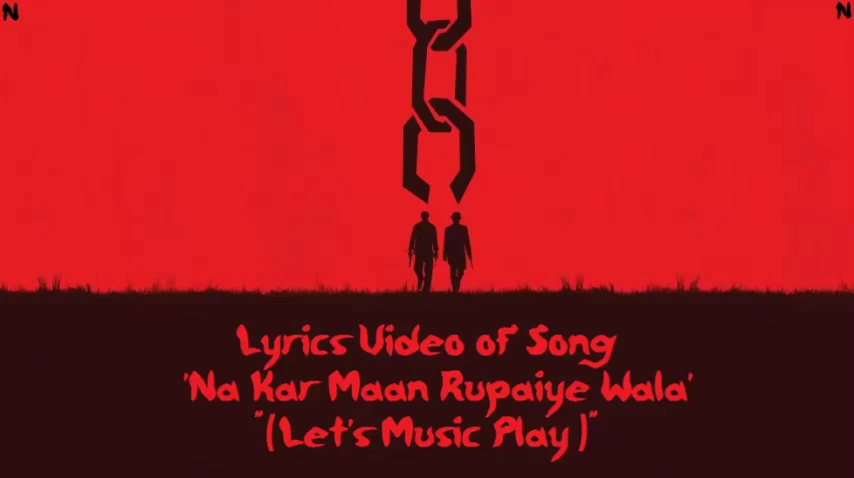 N N
Lyrics Video of Song
'Na Kar Maan Rupaiye Wala'
"(Let's Music Play)"